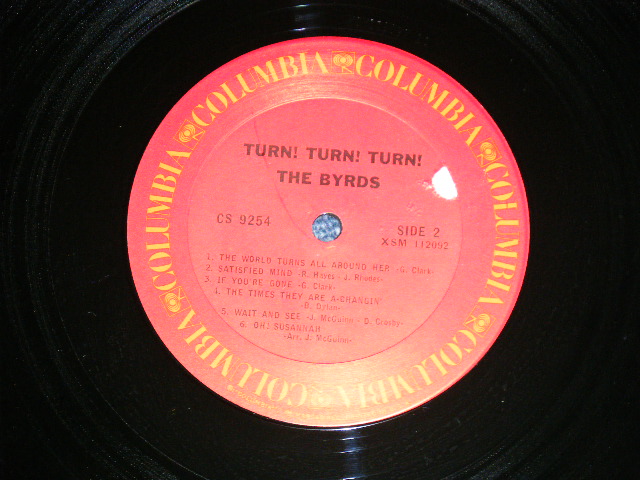 COLUMBIA COLUMBIA COLUMBIA COLUMBIA COLUMBIA COLUMBIA
TURN! TURN! TURN!
THE BYRDS
CS 9254
SIDE 2
XSM 112092
1. THE WORLD TURNS ALL AROUND HER -G. Clark-
2. SATISFIED MIND -R. Hayes - J. Rhodes-
3. IF YOU'RE GONE -G. Clark-
4. THE TIMES THEY ARE A-CHANGIN'
-B. Dylan-
5. WAIT AND SEE -J. McGuinn - D. Crosby-
6. OH! SUSANNAH
-Arr. J. McGuinn-